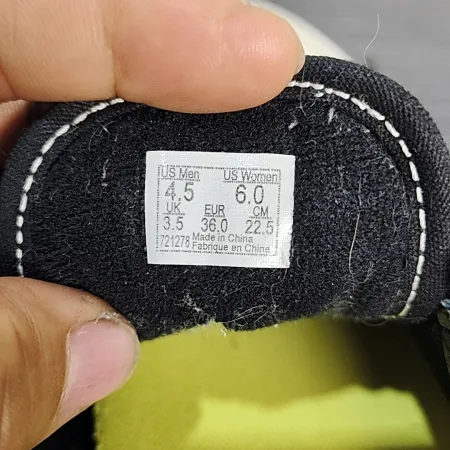 US Men US Women
4.5 6.0
UK EUR CM
3.5 36.0 22.5
721278 Made in China
Fabrique en Chine